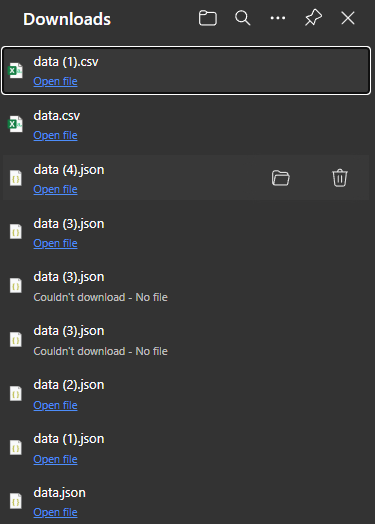 Downloads
data (1).csv
Open file
data.csv
Open file
data (4).json
Open file
data (3).json
Open file
data (3).json
Couldn't download - No file
data (3).json
Couldn't download - No file
data (2).json
Open file
data (1).json
Open file
data.json
Open file